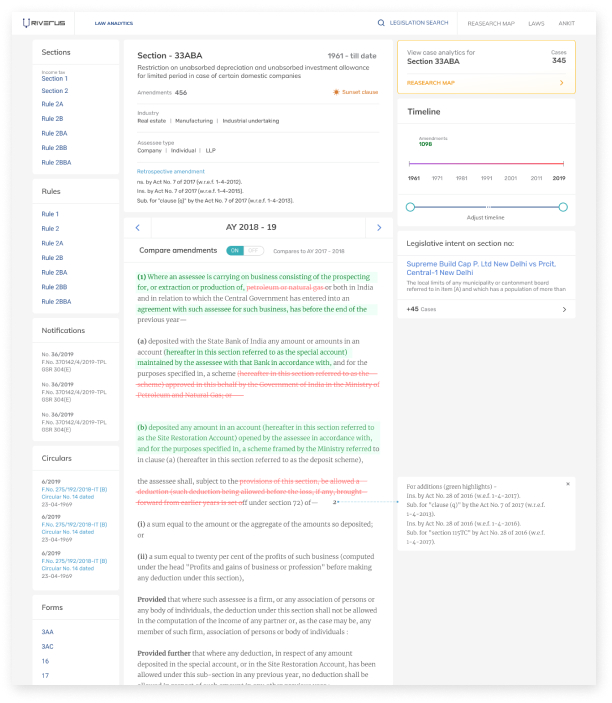 RIVERUS
LAW ANALYTICS
LEGISLATION SEARCH
REASEARCH MAP
LAWS
ANKIT
Sections
Income tax
Section 1
Section 2
Rule 2A
Rule 2B
Rule 2BA
Rule 2BB
Rule 2BBA
Rules
Rule 1
Rule 2
Rule 2A
Rule 2B
Rule 2BA
Rule 2BB
Rule 2BBA
Notifications
No. 36/2019
F.No. 370142/4/2019-TPL
GSR 304(E)
No. 36/2019
F.No. 370142/4/2019-TPL
GSR 304(E)
No. 36/2019
F.No. 370142/4/2019-TPL
GSR 304(E)
Circulars
6/2019
F.No. 275/192/2018-IT (B)
Circular No. 14 dated
23-04-1969
6/2019
F.No. 275/192/2018-IT (B)
Circular No. 14 dated
23-04-1969
6/2019
F.No. 275/192/2018-IT (B)
Circular No. 14 dated
23-04-1969
Forms
3AA
3AC
16
17
Section - 33ABA
1961 - till date
Restriction on unabsorbed depreciation and unabsorbed investment allowance
for limited period in case of certain domestic companies
Amendments 456
Sunset clause
Industry
Real estate | Manufacturing | Industrial undertaking
Assessee type
Company | Individual | LLP
Retrospective amendment
ns. by Act No. 7 of 2017 (w.r.e.f. 1-4-2012).
Ins. by Act No. 7 of 2017 (w.r.e.f. 1-4-2015).
Sub. for "clause (q)" by the Act No. 7 of 2017 (w.r.e.f. 1-4-2013).
AY 2018 - 19
Compare amendments
ON
OFF
Compares to AY 2017 - 2018
(1) Where an assessee is carrying on business consisting of the prospecting
for, or extraction or production of, petroleum or natural gas or both in India
and in relation to which the Central Government has entered into an
agreement with such assessee for such business, has before the end of the
previous year—
(a) deposited with the State Bank of India any amount or amounts in an
account (hereafter in this section referred to as the special account)
maintained by the assessee with that Bank in accordance with, and for the
purposes specified in, a scheme (hereafter in this section referred to as the
scheme) approved in this behalf by the Government of India in the Ministry of
Petroleum and Natural Gas; or
(b) deposited any amount in an account (hereafter in this section referred to
as the Site Restoration Account) opened by the assessee in accordance with,
and for the purposes specified in, a scheme framed by the Ministry referred to
in clause (a) (hereafter in this section referred to as the deposit scheme),
the assessee shall, subject to the provisions of this section, be allowed a
deduction (such deduction being allowed before the loss, if any, brought
forward from earlier years is set off under section 72) of —
(i) a sum equal to the amount or the aggregate of the amounts so deposited;
or
(ii) a sum equal to twenty per cent of the profits of such business (computed
under the head "Profits and gains of business or profession" before making
any deduction under this section),
Provided that where such assessee is a firm, or any association of persons or
any body of individuals, the deduction under this section shall not be allowed
in the computation of the income of any partner or, as the case may be, any
member of such firm, association of persons or body of individuals :
Provided further that where any deduction, in respect of any amount
deposited in the special account, or in the Site Restoration Account, has been
allowed under this sub-section in any previous year, no deduction shall be
View case analytics for
Section 33ABA
Cases
345
REASEARCH MAP
Timeline
Amendments
1098
1961 1971 1981 1991 2001 2011 2019
Adjust timeline
Legislative intent on section no:
Supreme Build Cap P. Ltd New Delhi vs Prcit,
Central-1 New Delhi
The local limits of any municipality or cantonment board
referred to in item (A) and which has a population of more than
+45 Cases
For additions (green highlights) -
Ins. by Act No. 28 of 2016 (w.e.f. 1-4-2017).
Sub. for "clause (q)" by the Act No. 7 of 2017 (w.r.e.f.
1-4-2013).
Ins. by Act No. 28 of 2016 (w.e.f. 1-4-2016).
Sub. for "section 115TC" by Act No. 28 of 2016 (w.e.f.
1-4-2017).